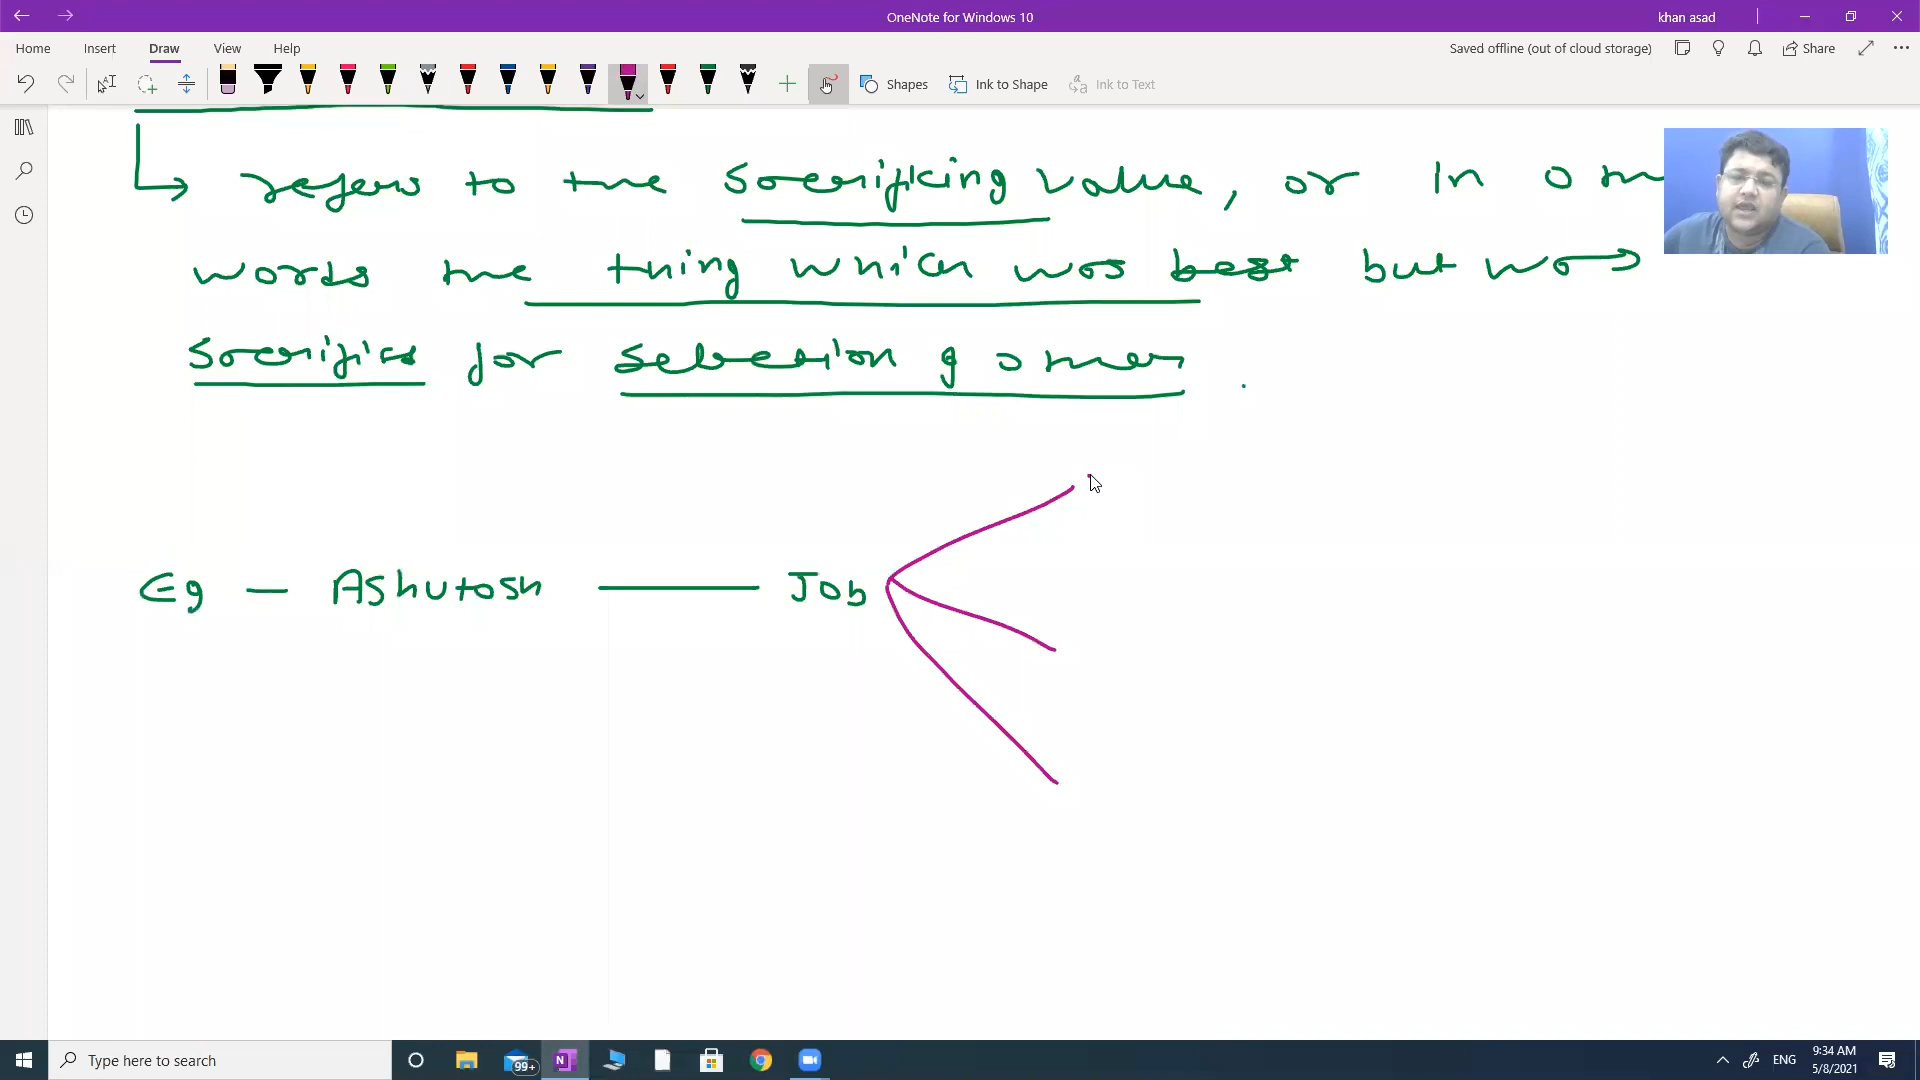 OneNote for Windows 10
khan asad
Home Insert Draw View Help
Saved offline (out of cloud storage)
Share
Shapes
Ink to Shape
Ink to Text
refers to the Sacrificing value, or In
words the thing which was best but was
Sacrifice for Selection of other.
Eg — Ashutosh — Job
Type here to search
99+
ENG
9:34 AM
5/8/2021